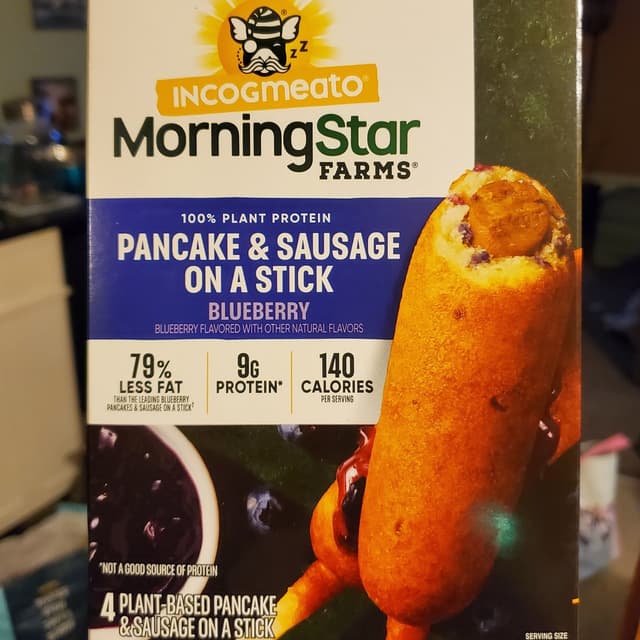 z z
INCOGmeato®
MorningStar
FARMS®
100% PLANT PROTEIN
PANCAKE & SAUSAGE
ON A STICK
BLUEBERRY
BLUEBERRY FLAVORED WITH OTHER NATURAL FLAVORS
79%
LESS FAT
THAN THE LEADING BLUEBERRY
PANCAKES & SAUSAGE ON A STICK‡
9G
PROTEIN*
140
CALORIES
PER SERVING
*NOT A GOOD SOURCE OF PROTEIN
4 PLANT-BASED PANCAKE
& SAUSAGE ON A STICK
SERVING SIZE